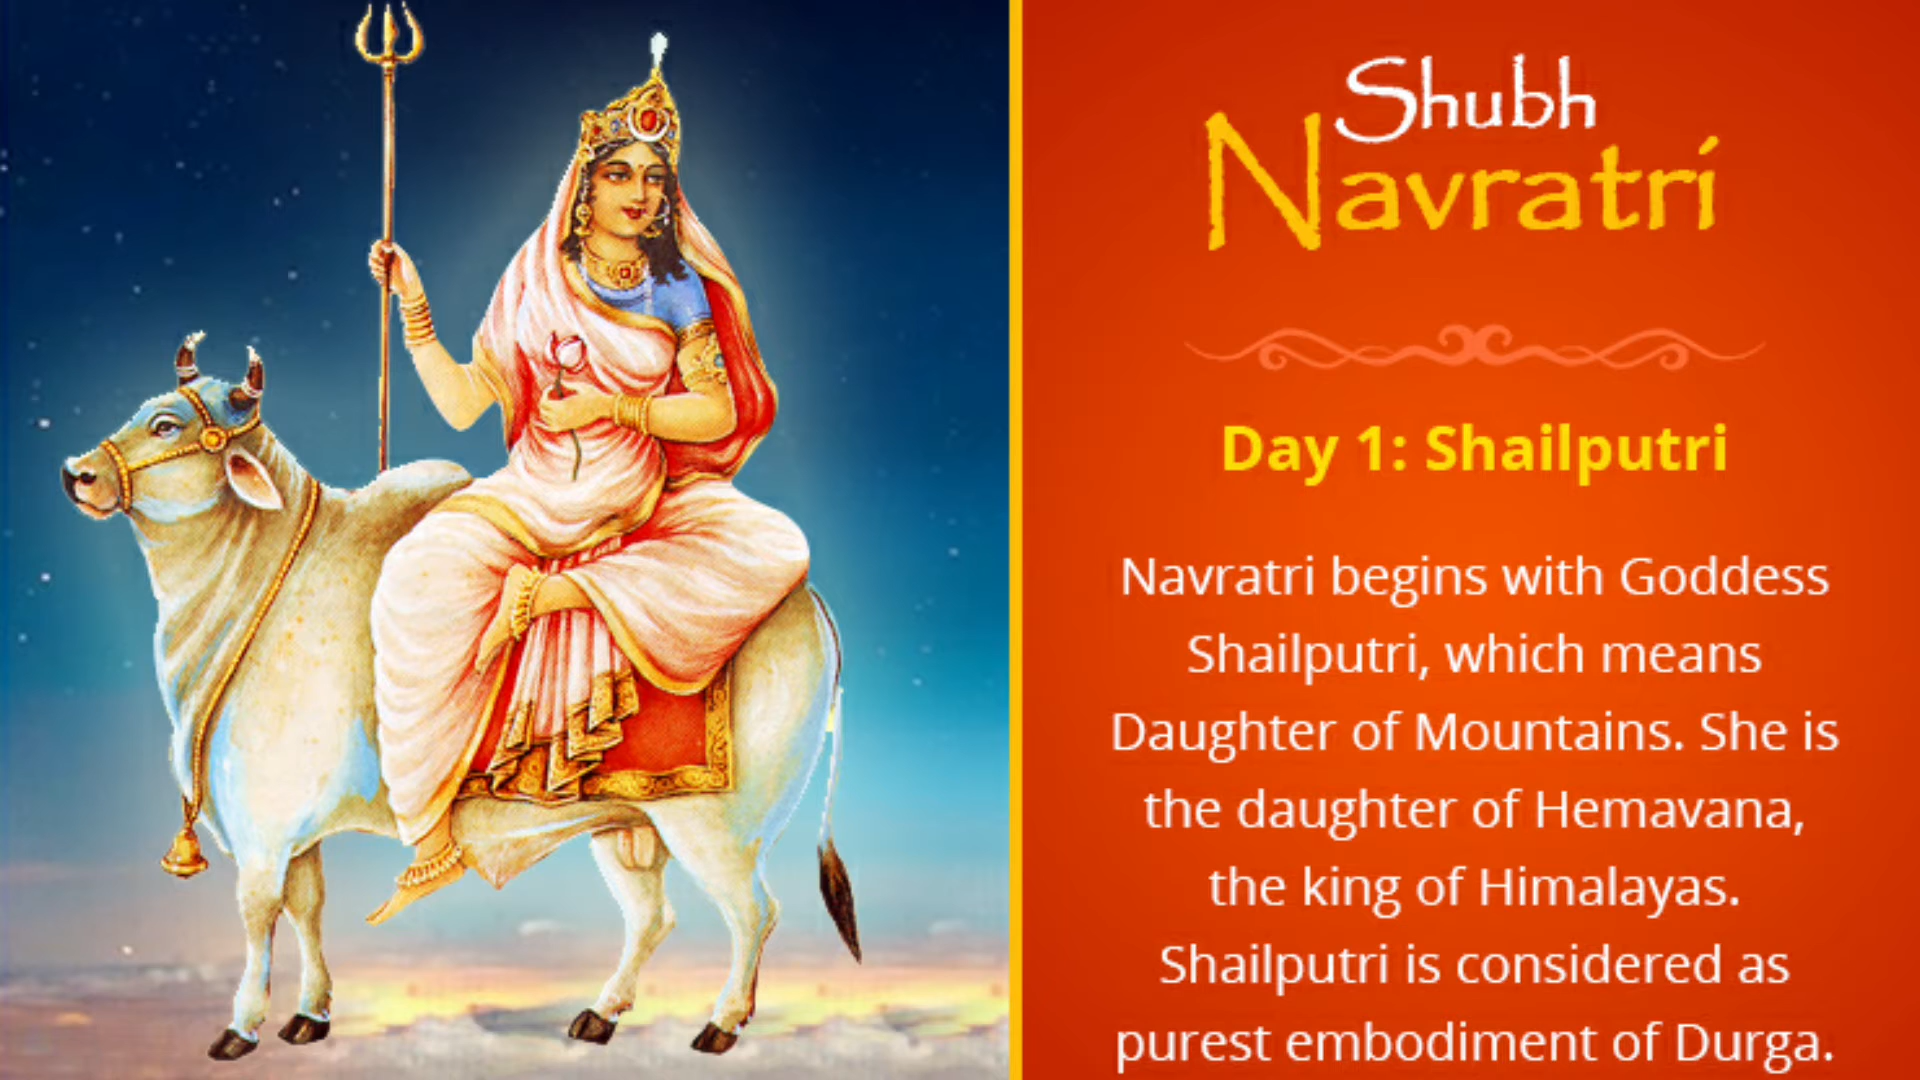 Shubh
Navratri
Day 1: Shailputri
Navratri begins with Goddess
Shailputri, which means
Daughter of Mountains. She is
the daughter of Hemavana,
the king of Himalayas.
Shailputri is considered as
purest embodiment of Durga.